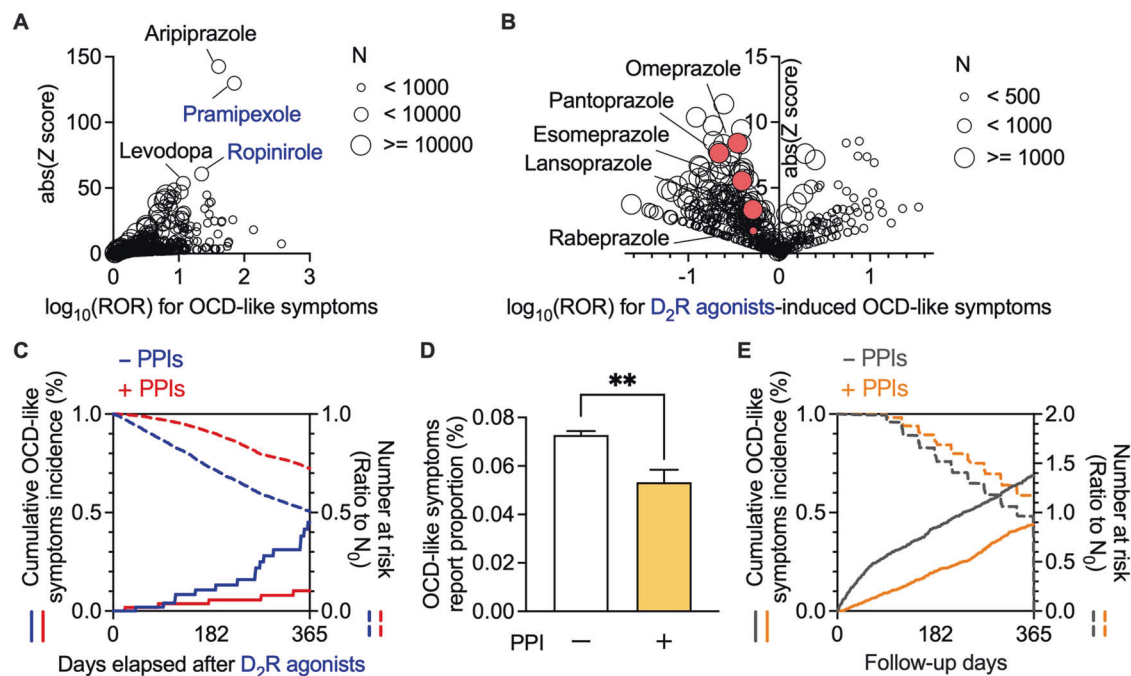 A
Aripiprazole
Pramipexole
Levodopa
Ropinirole
abs(Z score)
150
100
50
0
0
1
2
3
log10(ROR) for OCD-like symptoms
N
< 1000
< 10000
>= 10000
B
Omeprazole
Pantoprazole
Esomeprazole
Lansoprazole
Rabeprazole
abs(Z score)
15
10
5
-1
0
1
log10(ROR) for D2R agonists-induced OCD-like symptoms
N
< 500
< 1000
>= 1000
C
– PPIs
+ PPIs
Cumulative OCD-like
symptoms incidence (%)
1.0
0.5
0.0
Number at risk
(Ratio to N0)
1.0
0.5
0.0
0
182
365
Days elapsed after D2R agonists
D
**
OCD-like symptoms
report proportion (%)
0.08
0.06
0.04
0.02
0.00
PPI – +
E
– PPIs
+ PPIs
Cumulative OCD-like
symptoms incidence (%)
1.0
0.5
0.0
Number at risk
(Ratio to N0)
2.0
1.5
1.0
0.5
0.0
0
182
365
Follow-up days